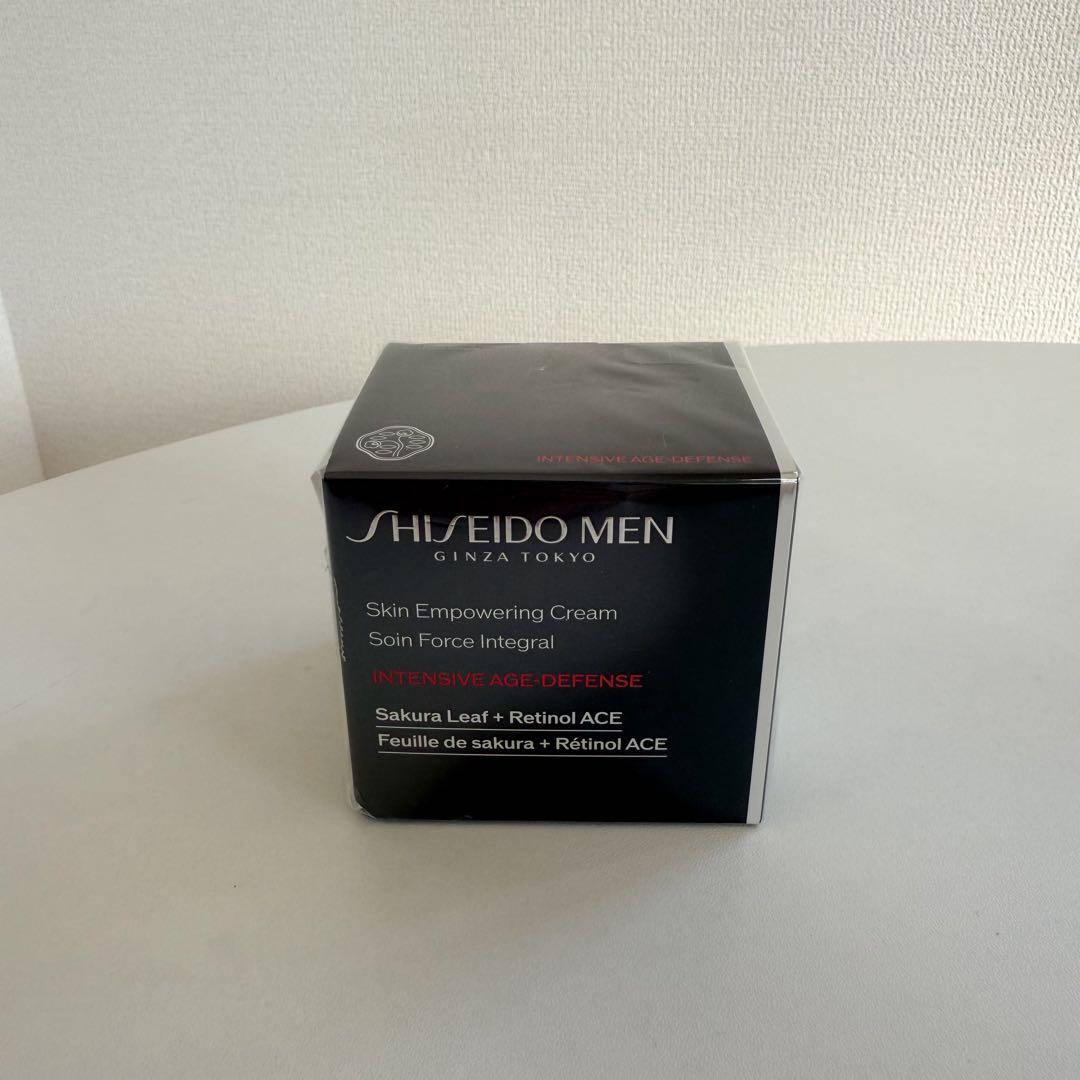 INTENSIVE AGE-DEFENSE
SHISEIDO MEN
GINZA TOKYO
Skin Empowering Cream
Soin Force Integral
INTENSIVE AGE-DEFENSE
Sakura Leaf + Retinol ACE
Feuille de sakura + Rétinol ACE